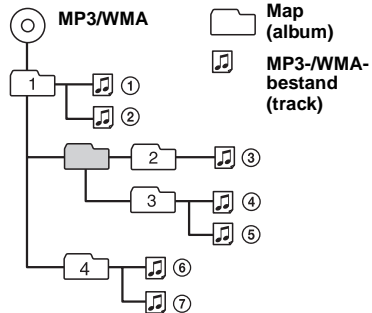 MP3/WMA
Map
(album)
MP3-/WMA-
bestand
(track)
1
①
②
2
③
3
④
⑤
4
⑥
⑦